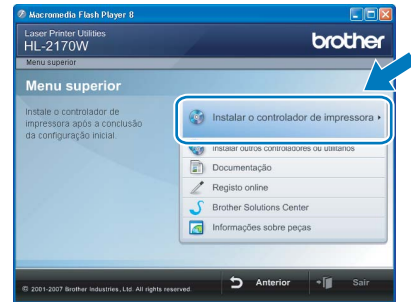 Macromedia Flash Player 8
Laser Printer Utilities
HL-2170W
brother
Menu superior
Menu superior
Instale o controlador de
impressora após a conclusão
da configuração inicial.
Instalar o controlador de impressora
Instalar outros controladores ou utilitários
Documentação
Registo online
Brother Solutions Center
Informações sobre peças
© 2001-2007 Brother Industries, Ltd. All rights reserved.
Anterior
Sair